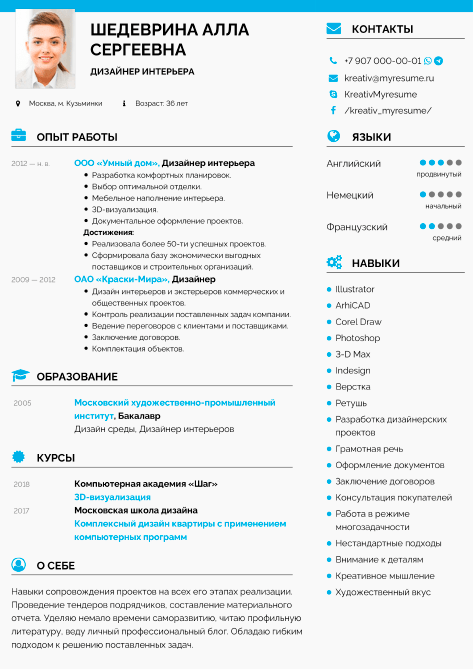 ШЕДЕВРИНА АЛЛА
СЕРГЕЕВНА
ДИЗАЙНЕР ИНТЕРЬЕРА
Москва, м. Кузьминки
Возраст: 36 лет
ОПЫТ РАБОТЫ
2012 — н. в.
ООО «Умный дом», Дизайнер интерьера
Разработка комфортных планировок.
Выбор оптимальной отделки.
Мебельное наполнение интерьера.
3D-визуализация.
Документальное оформление проектов.
Достижения:
Реализовала более 50-ти успешных проектов.
Сформировала базу экономически выгодных
поставщиков и строительных организаций.
2009 — 2012
ОАО «Краски-Мира», Дизайнер
Дизайн интерьеров и экстерьеров коммерческих и
общественных проектов.
Контроль реализации поставленных задач компании.
Ведение переговоров с клиентами и поставщиками.
Заключение договоров.
Комплектация объектов.
ОБРАЗОВАНИЕ
2005
Московский художественно-промышленный
институт, Бакалавр
Дизайн среды, Дизайнер интерьеров
КУРСЫ
2018
Компьютерная академия «Шаг»
3D-визуализация
2017
Московская школа дизайна
Комплексный дизайн квартиры с применением
компьютерных программ
О СЕБЕ
Навыки сопровождения проектов на всех его этапах реализации.
Проведение тендеров подрядчиков, составление материального
отчета. Уделяю немало времени саморазвитию, читаю профильную
литературу, веду личный профессиональный блог. Обладаю гибким
подходом к решению поставленных задач.
КОНТАКТЫ
+7 907 000-00-01
kreativ@myresume.ru
KreativMyresume
/kreativ_myresume/
ЯЗЫКИ
Английский
продвинутый
Немецкий
начальный
Французский
средний
НАВЫКИ
Illustrator
ArhiCAD
Corel Draw
Photoshop
3-D Max
Indesign
Верстка
Ретушь
Разработка дизайнерских
проектов
Грамотная речь
Оформление документов
Заключение договоров
Консультация покупателей
Работа в режиме
многозадачности
Нестандартные подходы
Внимание к деталям
Креативное мышление
Художественный вкус